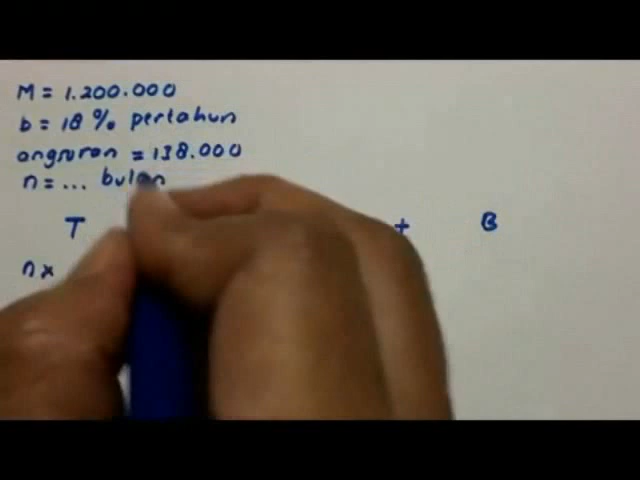 M = 1.200.000
b = 18 % pertahun
angsuran = 138.000
n = ... bulan
T + B
n x